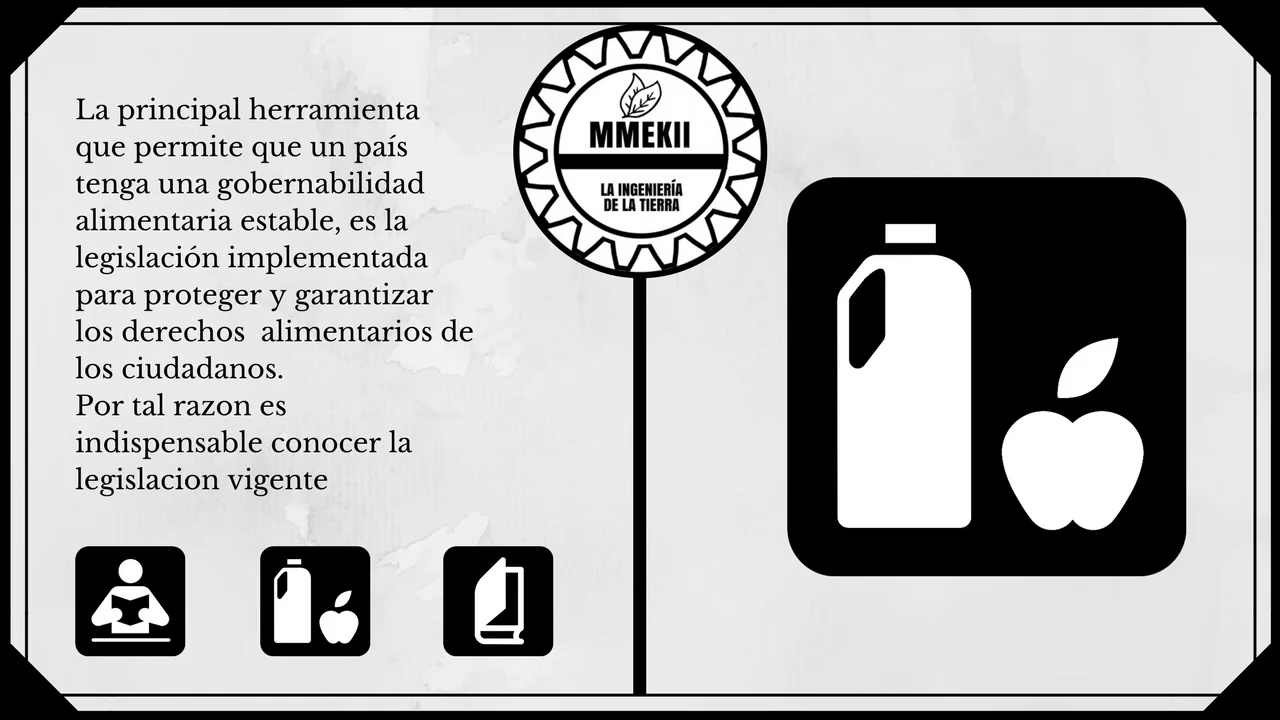 La principal herramienta
que permite que un país
tenga una gobernabilidad
alimentaria estable, es la
legislación implementada
para proteger y garantizar
los derechos  alimentarios de
los ciudadanos.
Por tal razon es
indispensable conocer la
legislacion vigente
MMEKII
LA INGENIERÍA
DE LA TIERRA